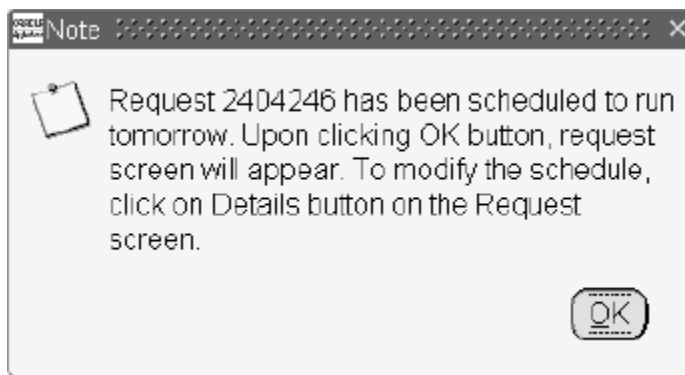 Note
Request 2404246 has been scheduled to run
tomorrow. Upon clicking OK button, request
screen will appear. To modify the schedule,
click on Details button on the Request
screen.
OK